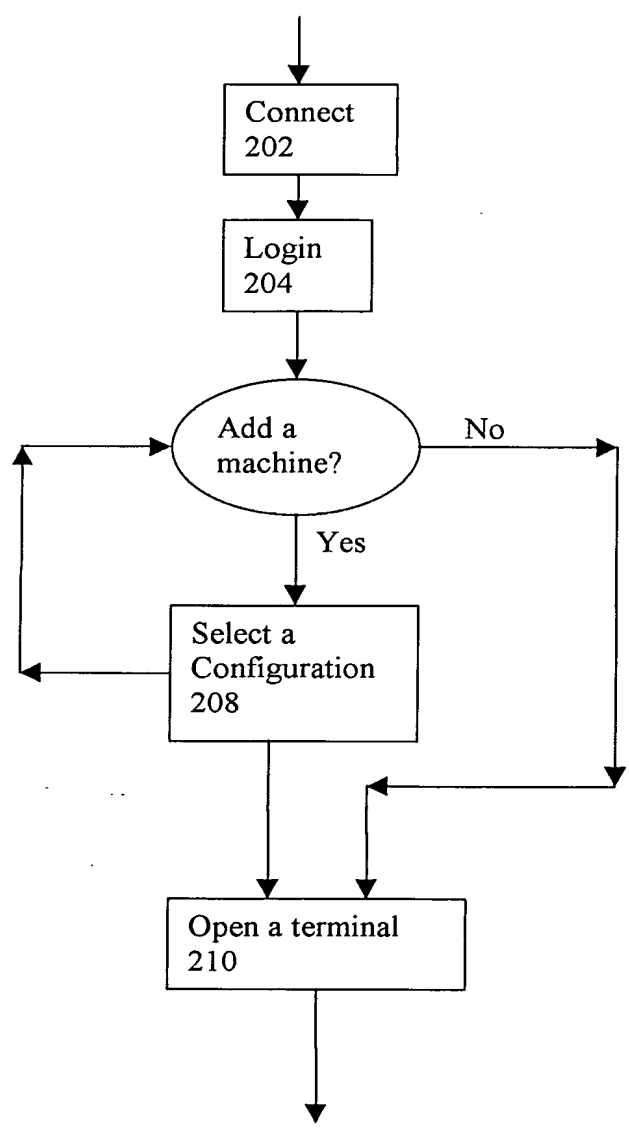 Connect
202
Login
204
Add a
machine?
No
Yes
Select a
Configuration
208
Open a terminal
210